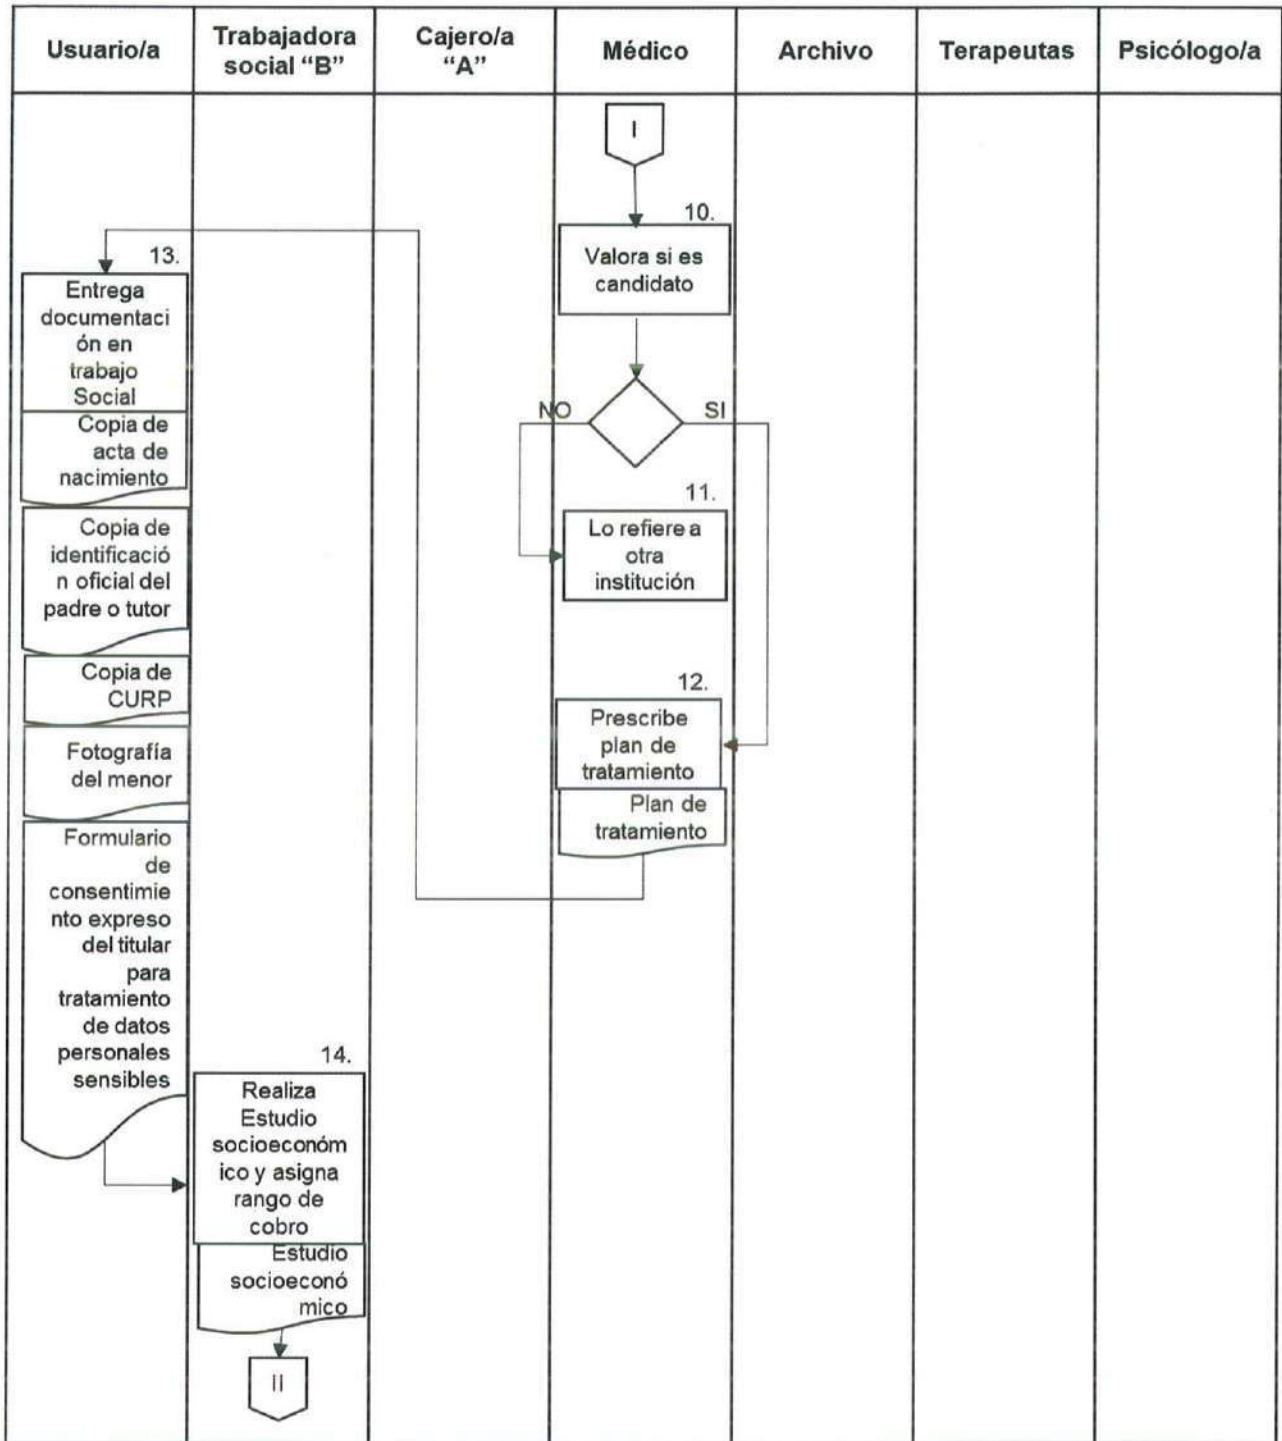 Usuario/a
Trabajadora
social "B"
Cajero/a
"A"
Médico
Archivo
Terapeutas
Psicólogo/a
I
10.
Valora si es
candidato
NO
SI
11.
Lo refiere a
otra
institución
12.
Prescribe
plan de
tratamiento
Plan de
tratamiento
13.
Entrega
documentaci
ón en
trabajo
Social
Copia de
acta de
nacimiento
Copia de
identificació
n oficial del
padre o tutor
Copia de
CURP
Fotografía
del menor
Formulario
de
consentimie
nto expreso
del titular
para
tratamiento
de datos
personales
sensibles
14.
Realiza
Estudio
socioeconóm
ico y asigna
rango de
cobro
Estudio
socioeconó
mico
II